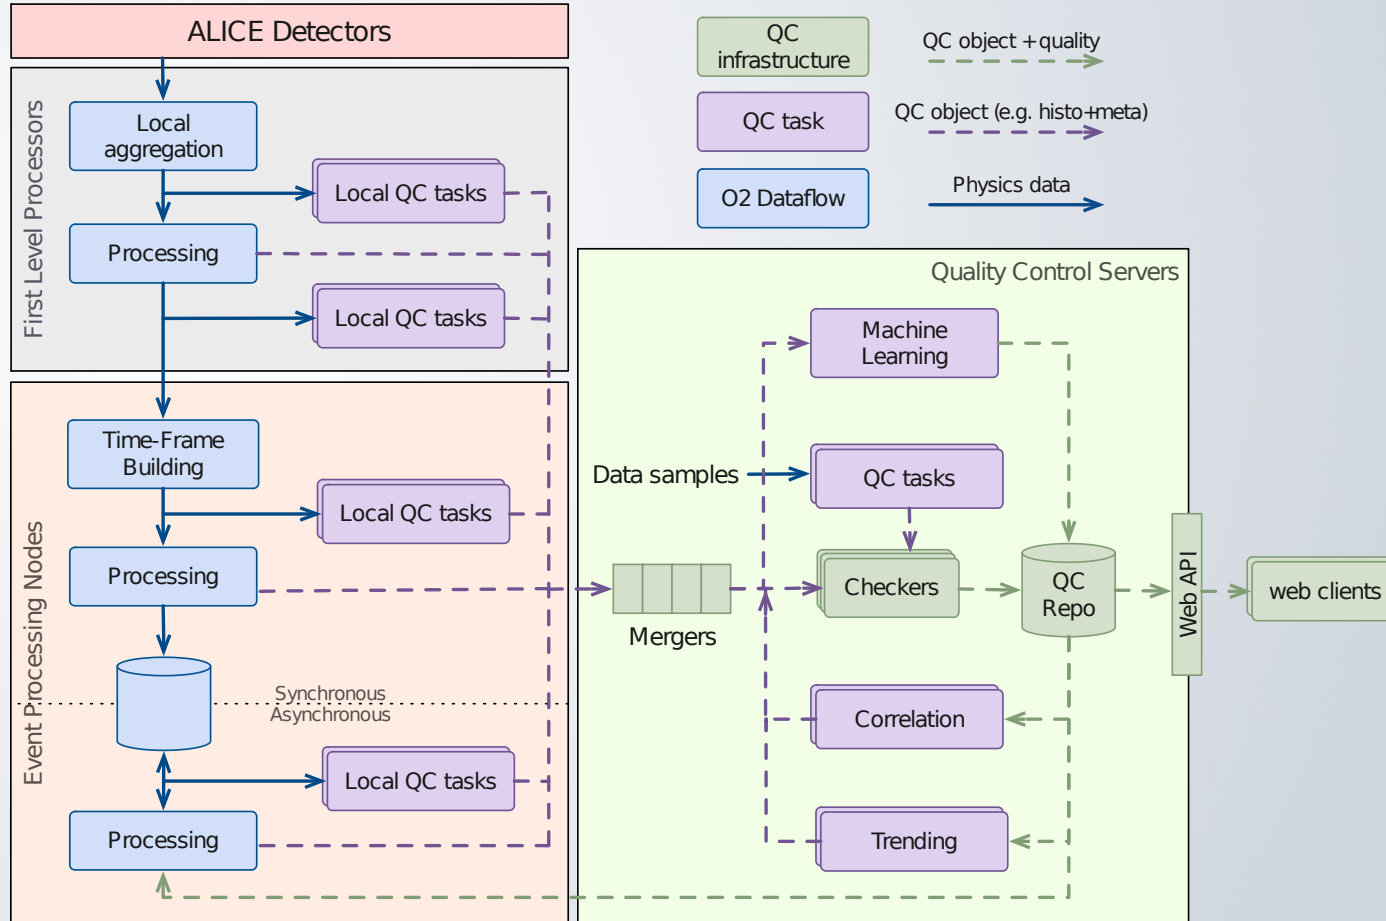 ALICE Detectors
First Level Processors
Local
aggregation
Local QC tasks
Processing
Local QC tasks
Event Processing Nodes
Time-Frame
Building
Local QC tasks
Processing
Synchronous
Asynchronous
Local QC tasks
Processing
QC
infrastructure
QC object + quality
QC task
QC object (e.g. histo+meta)
O2 Dataflow
Physics data
Quality Control Servers
Machine
Learning
Data samples
QC tasks
Mergers
Checkers
QC
Repo
Web API
web clients
Correlation
Trending